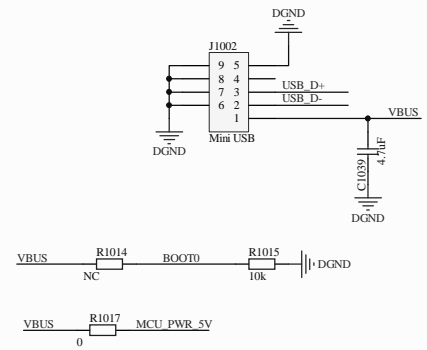 DGND
J1002
9 5
8 4
7 3 USB_D+
6 2 USB_D-
1 VBUS
Mini USB
DGND
C1039
4.7uF
DGND
VBUS R1014 BOOT0 R1015 DGND
NC 10k
VBUS R1017 MCU_PWR_5V
0